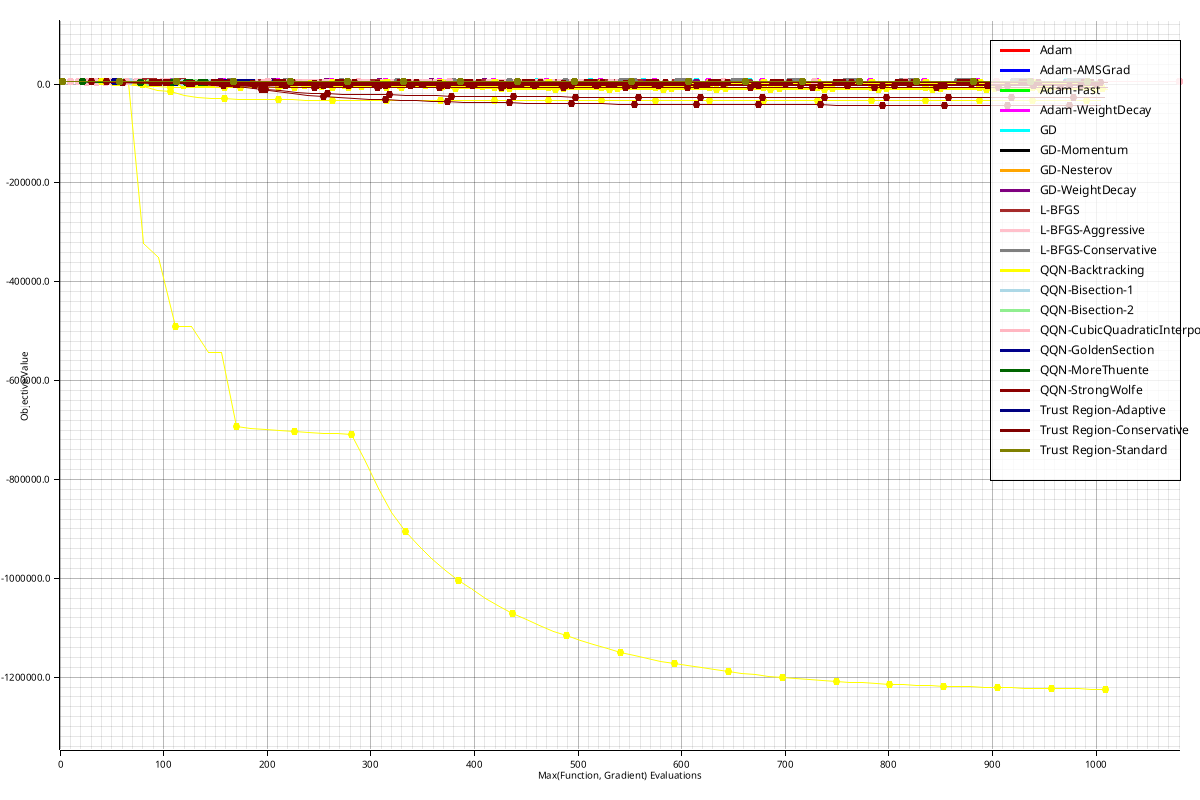 0.0
-200000.0
-400000.0
-600000.0
-800000.0
-1000000.0
-1200000.0
Objective Value
0 100 200 300 400 500 600 700 800 900 1000
Max(Function, Gradient) Evaluations
Adam
Adam-AMSGrad
Adam-Fast
Adam-WeightDecay
GD
GD-Momentum
GD-Nesterov
GD-WeightDecay
L-BFGS
L-BFGS-Aggressive
L-BFGS-Conservative
QQN-Backtracking
QQN-Bisection-1
QQN-Bisection-2
QQN-CubicQuadraticInterpo
QQN-GoldenSection
QQN-MoreThuente
QQN-StrongWolfe
Trust Region-Adaptive
Trust Region-Conservative
Trust Region-Standard